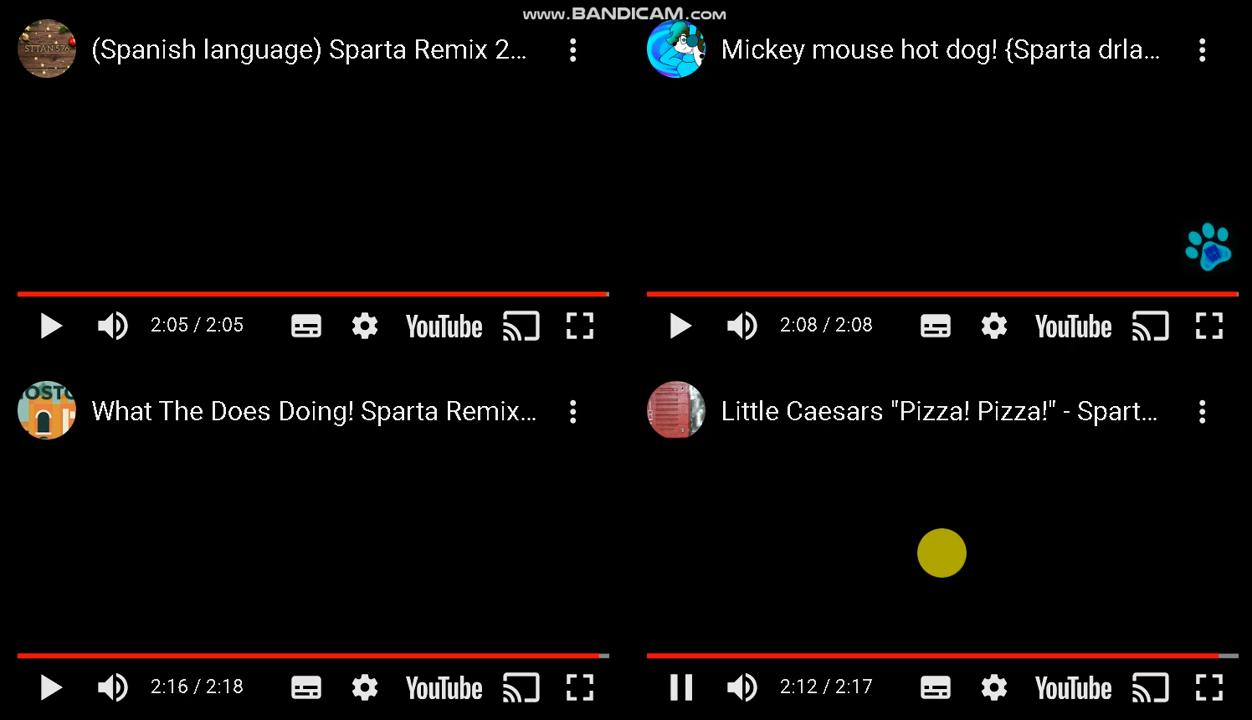 www.BANDICAM.com
STTAN 576
(Spanish language) Sparta Remix 2...
Mickey mouse hot dog! {Sparta drla...
2:05 / 2:05
YouTube
2:08 / 2:08
YouTube
What The Does Doing! Sparta Remix...
Little Caesars "Pizza! Pizza!" - Spart...
2:16 / 2:18
YouTube
2:12 / 2:17
YouTube